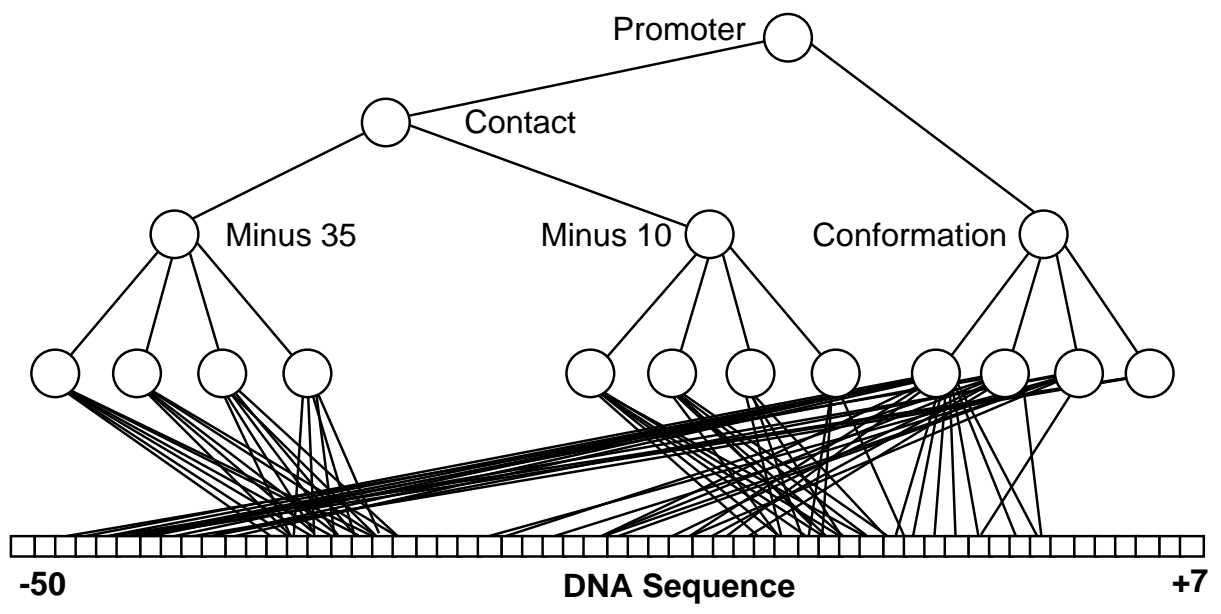 Promoter
Contact
Minus 35
Minus 10
Conformation
-50
DNA Sequence
+7